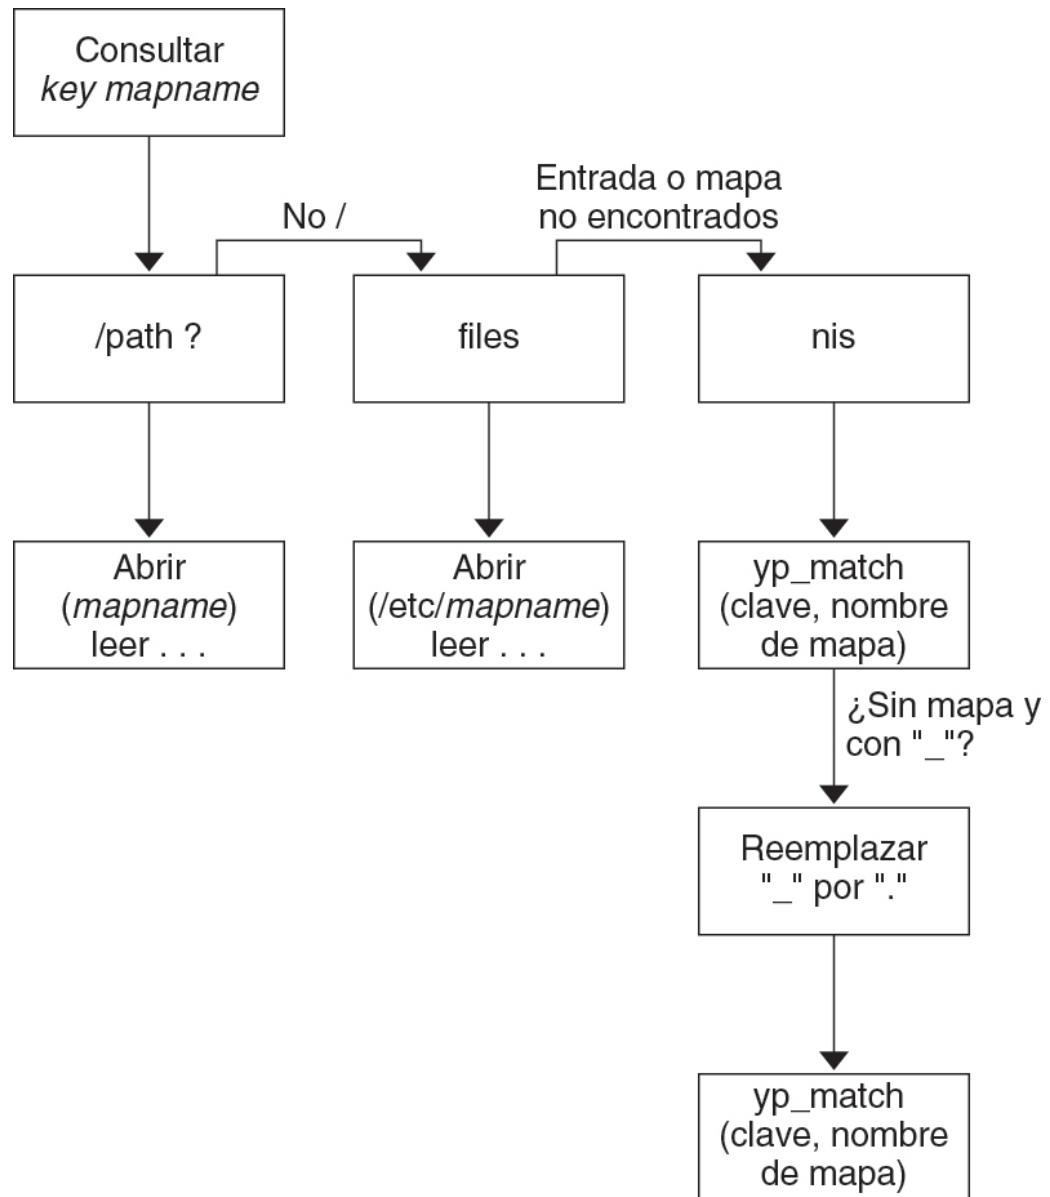 Consultar
key mapname
No /
Entrada o mapa
no encontrados
/path ?
files
nis
Abrir
(mapname)
leer . . .
Abrir
(/etc/mapname)
leer . . .
yp_match
(clave, nombre
de mapa)
¿Sin mapa y
con "_"?
Reemplazar
"_" por "."
yp_match
(clave, nombre
de mapa)